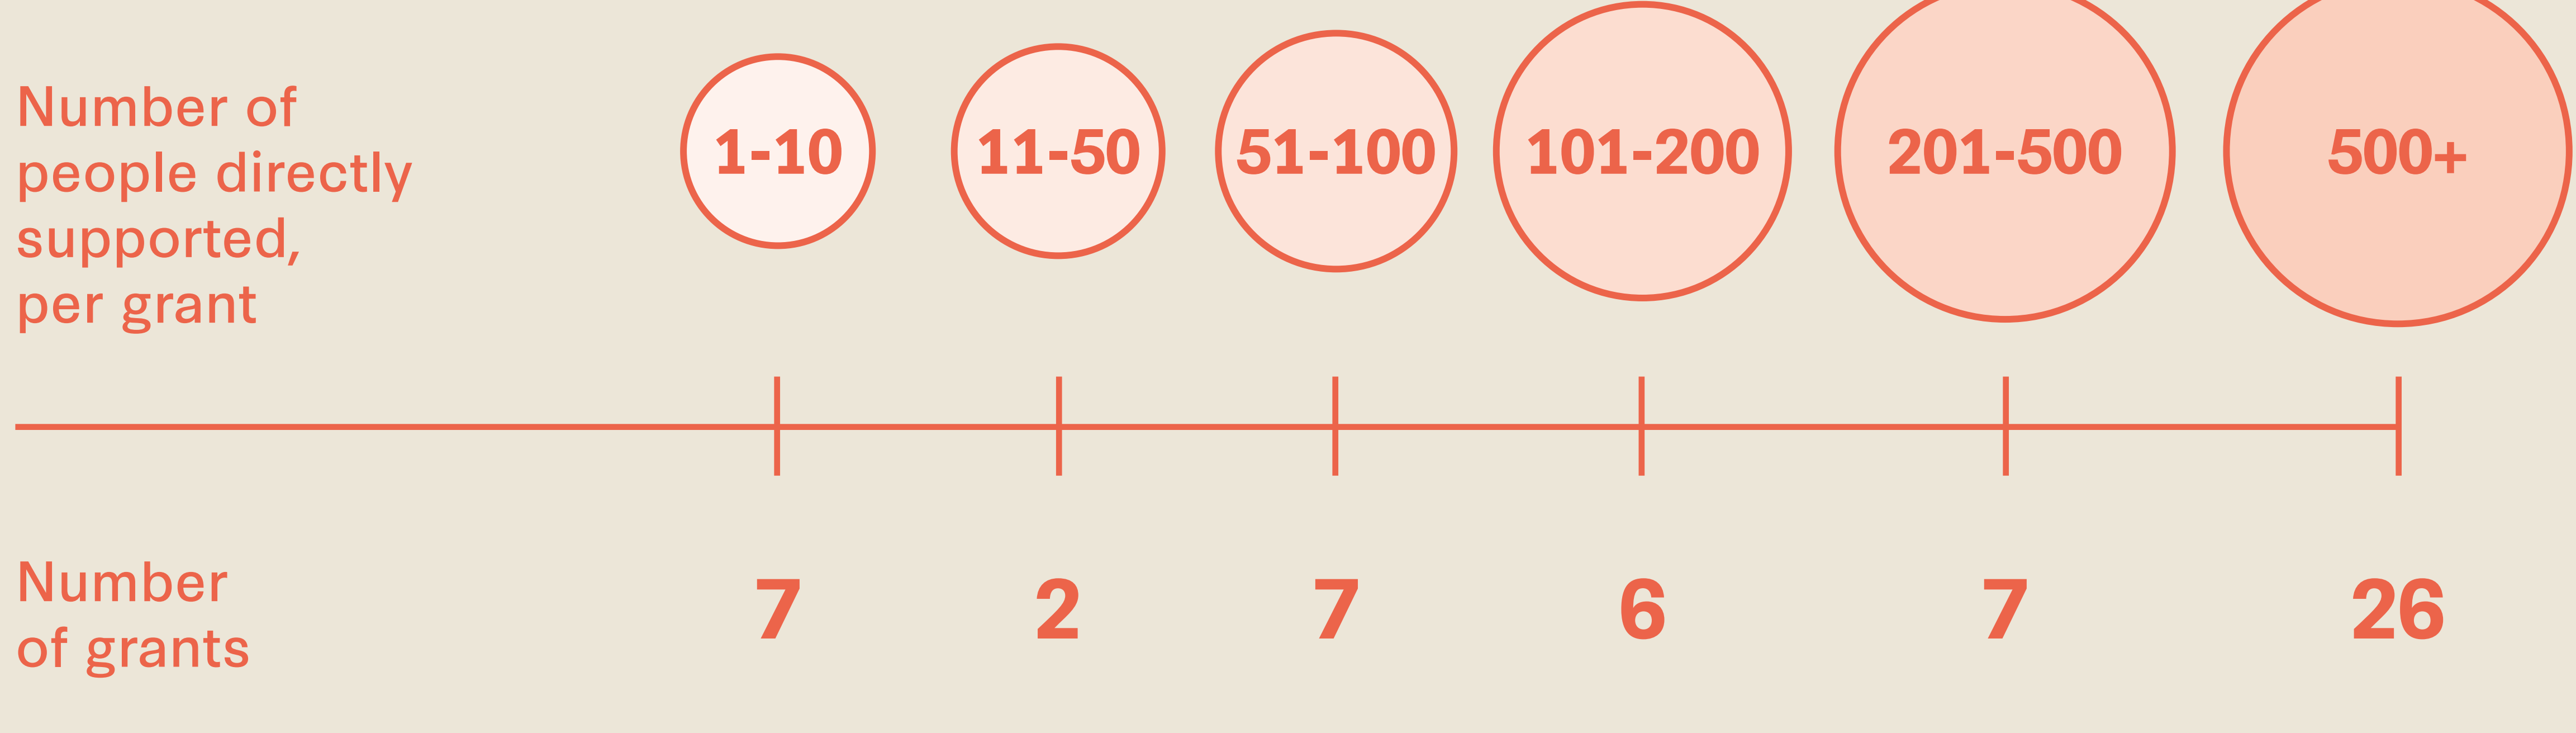 Number of
people directly
supported,
per grant
1-10 11-50 51-100 101-200 201-500 500+
Number
of grants
7 2 7 6 7 26